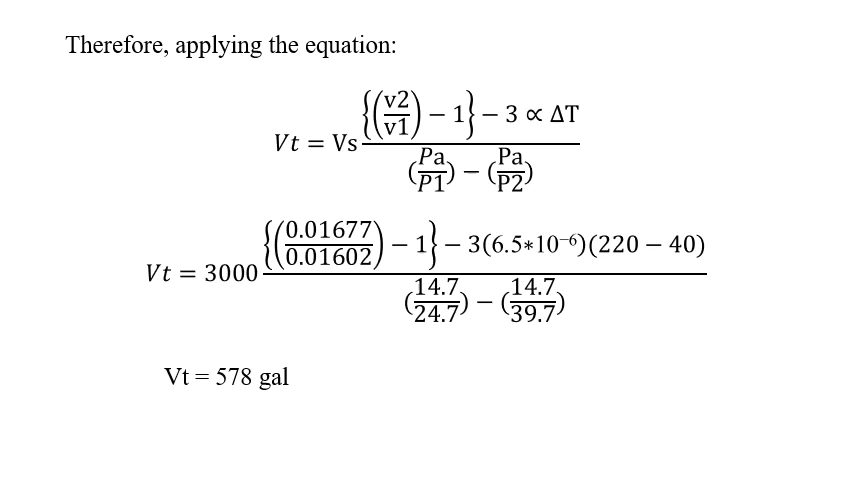 Therefore, applying the equation:
Vt = Vs {(v2/v1) − 1} − 3 ∝ ΔT / (Pa/P1) − (Pa/P2)
Vt = 3000 {(0.01677/0.01602) − 1} − 3(6.5*10⁻⁶)(220 − 40) / (14.7/24.7) − (14.7/39.7)
Vt = 578 gal